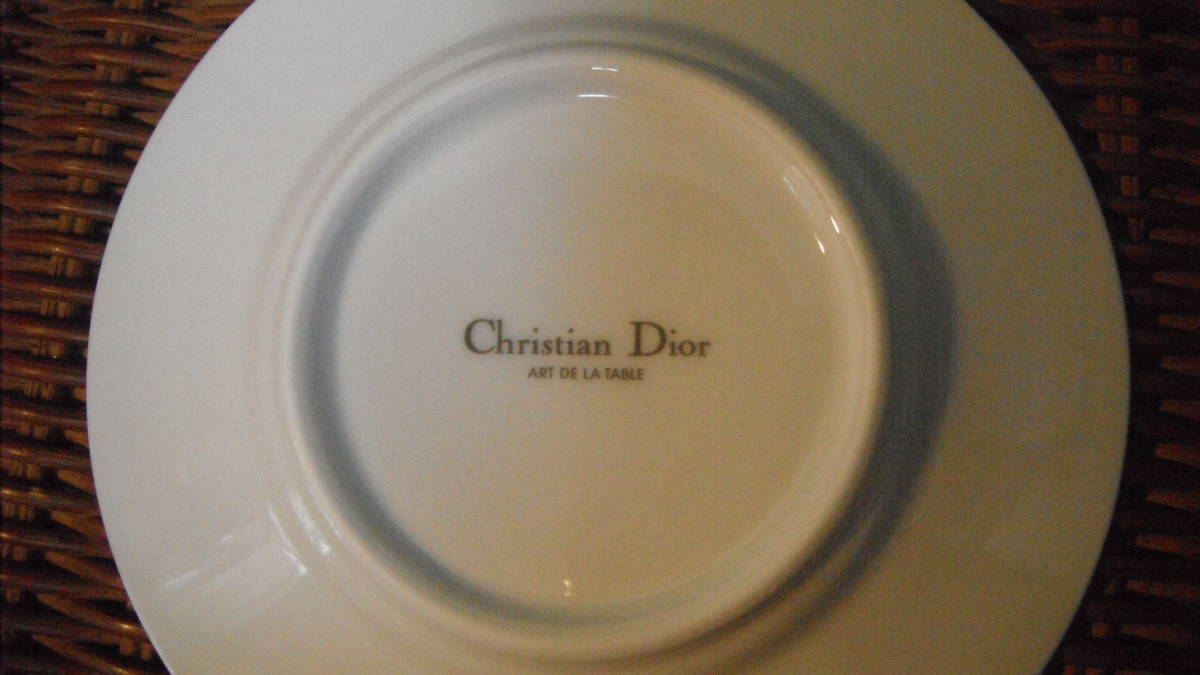 Christian Dior
ART DE LA TABLE